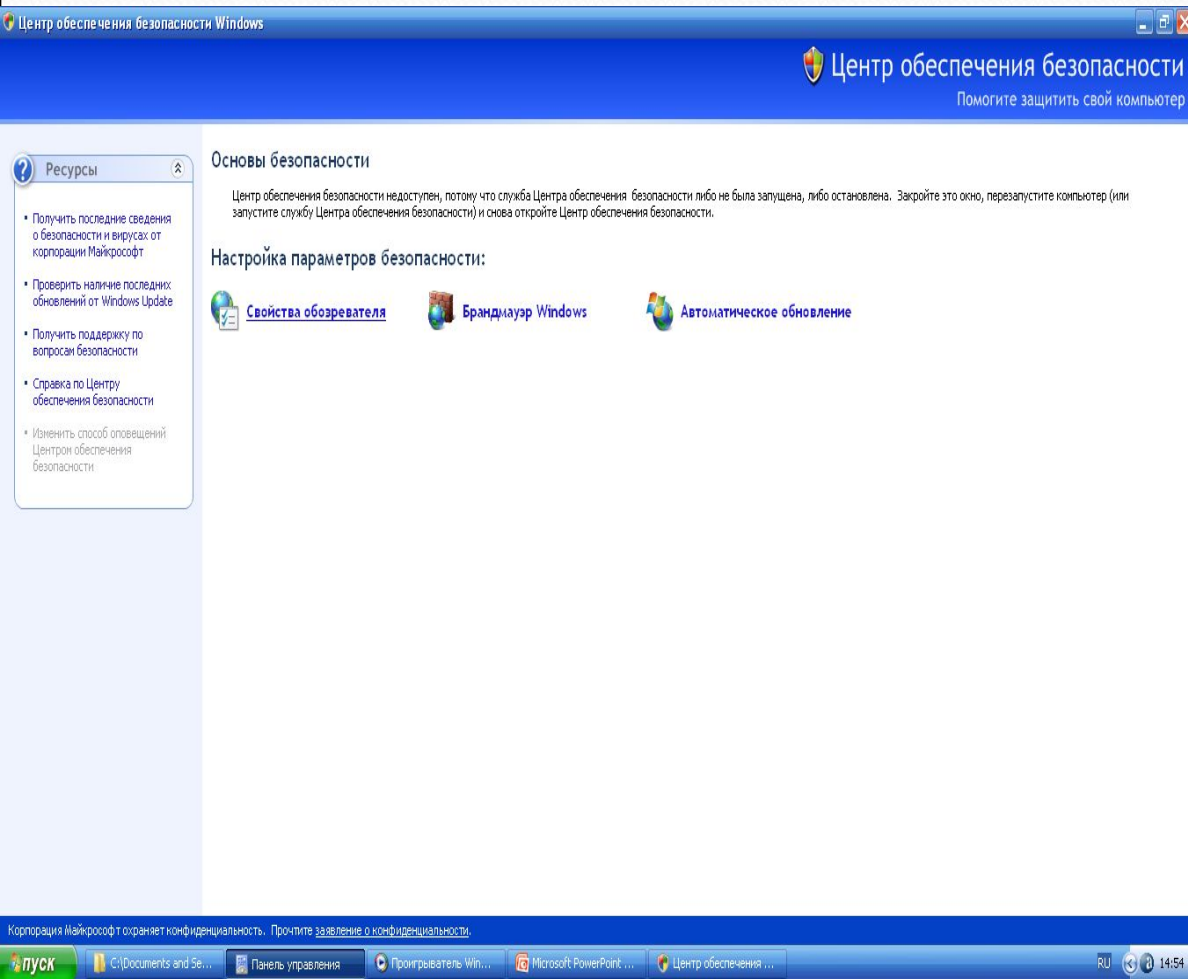 Центр обеспечения безопасности Windows
Центр обеспечения безопасности
Помогите защитить свой компьютер
Ресурсы
Получить последние сведения
о безопасности и вирусах от
корпорации Майкрософт
Проверить наличие последних
обновлений от Windows Update
Получить поддержку по
вопросам безопасности
Справка по Центру
обеспечения безопасности
Изменить способ оповещений
Центром обеспечения
безопасности
Основы безопасности
Центр обеспечения безопасности недоступен, потому что служба Центра обеспечения безопасности либо не была запущена, либо остановлена. Закройте это окно, перезапустите компьютер (или
запустите службу Центра обеспечения безопасности) и снова откройте Центр обеспечения безопасности.
Настройка параметров безопасности:
Свойства обозревателя Брандмауэр Windows Автоматическое обновление
Корпорация Майкрософт охраняет конфиденциальность. Прочтите заявление о конфиденциальности.
пуск C:\Documents and Se... Панель управления Проигрыватель Win... Microsoft PowerPoint ... Центр обеспечения ... RU 14:54